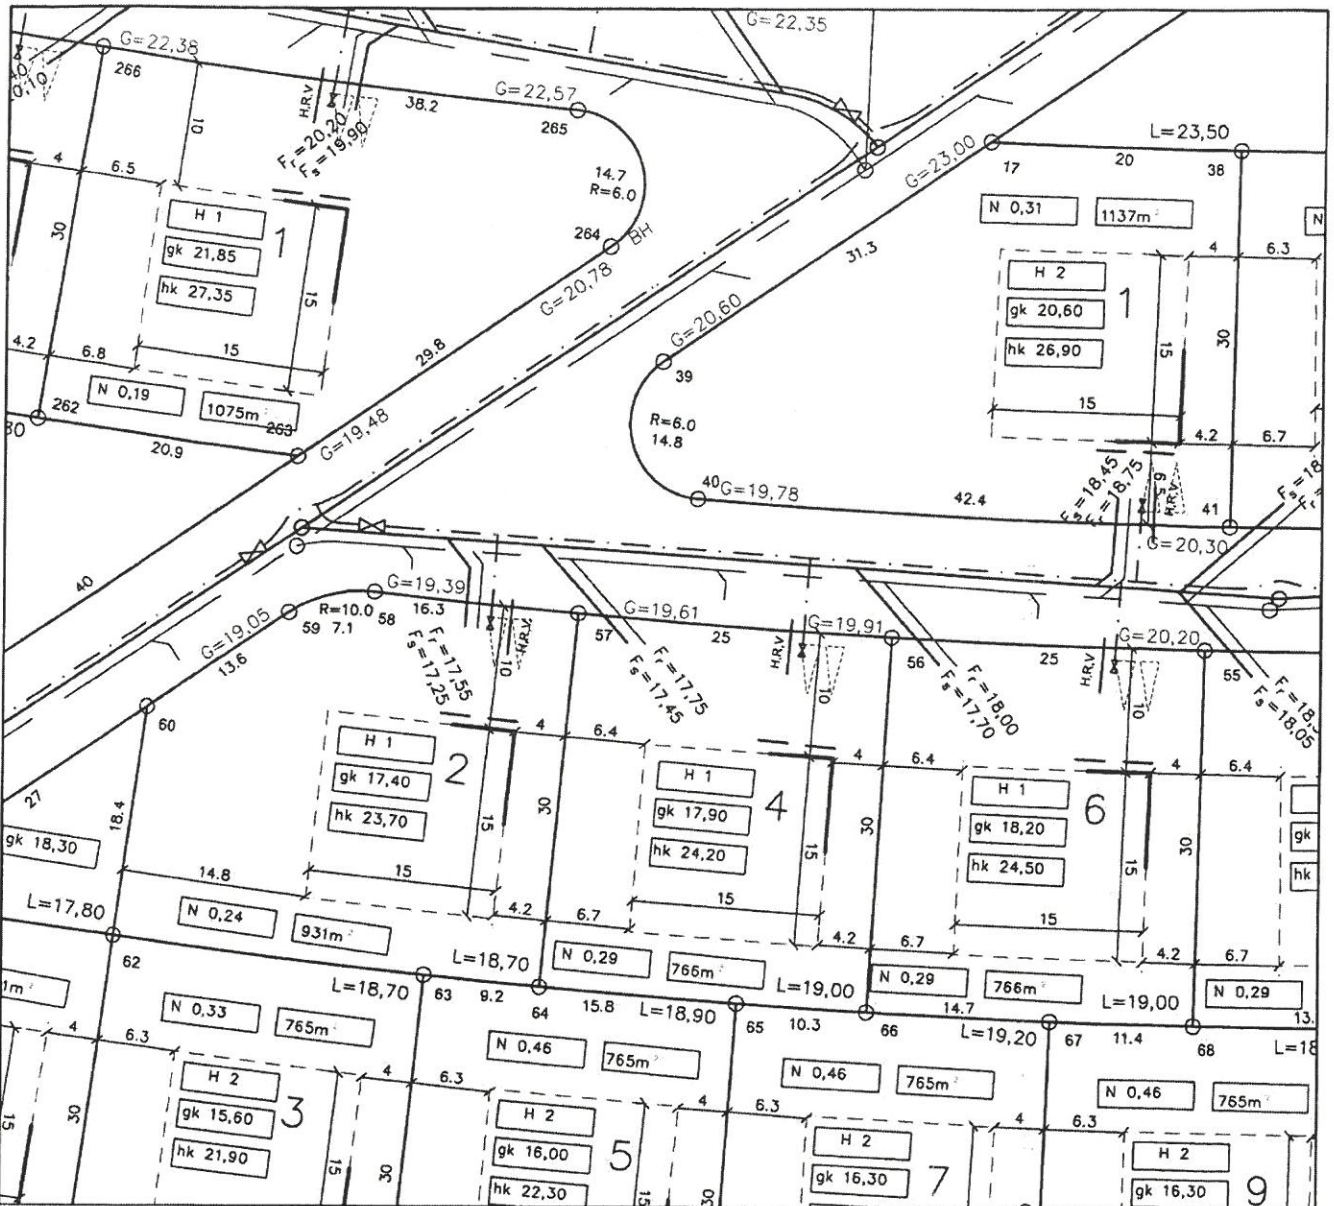 G=22,38
266
G=22,57
265
38.2
H.R.V
Fr=20,20
Fs=19,90
10
4
6.5
30
H 1
gk 21,85
hk 27,35
1
15
15
4.2
6.8
N 0,19
1075m²
262
263
20.9
14.7
R=6.0
264
BH
G=20,78
29.8
G=19,48
40
G=22,35
G=23,00
17
20
L=23,50
38
N 0,31
1137m²
N
31.3
G=20,60
39
R=6.0
14.8
40
G=19,78
42.4
H 2
gk 20,60
hk 26,90
1
4
6.3
15
30
15
4.2
6.7
Fs=18,45
Fr=18,75
H.R.V
41
G=20,30
G=19,05
R=10.0
59
7.1
58
G=19,39
16.3
13.6
60
27
18.4
Fr=17,55
Fs=17,25
H.R.V.
10
57
G=19,61
25
Fr=17,75
Fs=17,45
H.R.V
10
G=19,91
56
25
Fr=18,00
Fs=17,70
H.R.V
10
G=20,20
55
Fs=18,05
H 1
gk 17,40
hk 23,70
2
4
6.4
30
15
15
14.8
4.2
6.7
N 0,24
931m²
H 1
gk 17,90
hk 24,20
4
4
6.4
30
15
15
4.2
6.7
N 0,29
766m²
H 1
gk 18,20
hk 24,50
6
4
6.4
30
15
15
4.2
6.7
N 0,29
766m²
N 0,29
gk
hk
gk 18,30
L=17,80
62
L=18,70
63
9.2
L=18,70
64
15.8
L=18,90
65
10.3
L=19,00
66
14.7
L=19,20
67
11.4
L=19,00
68
13.
L=18
N 0,33
765m²
N 0,46
765m²
N 0,46
765m²
N 0,46
765m²
1m²
4
6.3
4
6.3
4
6.3
4
6.3
15
30
H 2
gk 15,60
hk 21,90
3
15
30
H 2
gk 16,00
hk 22,30
5
15
30
H 2
gk 16,30
7
H 2
gk 16,30
9